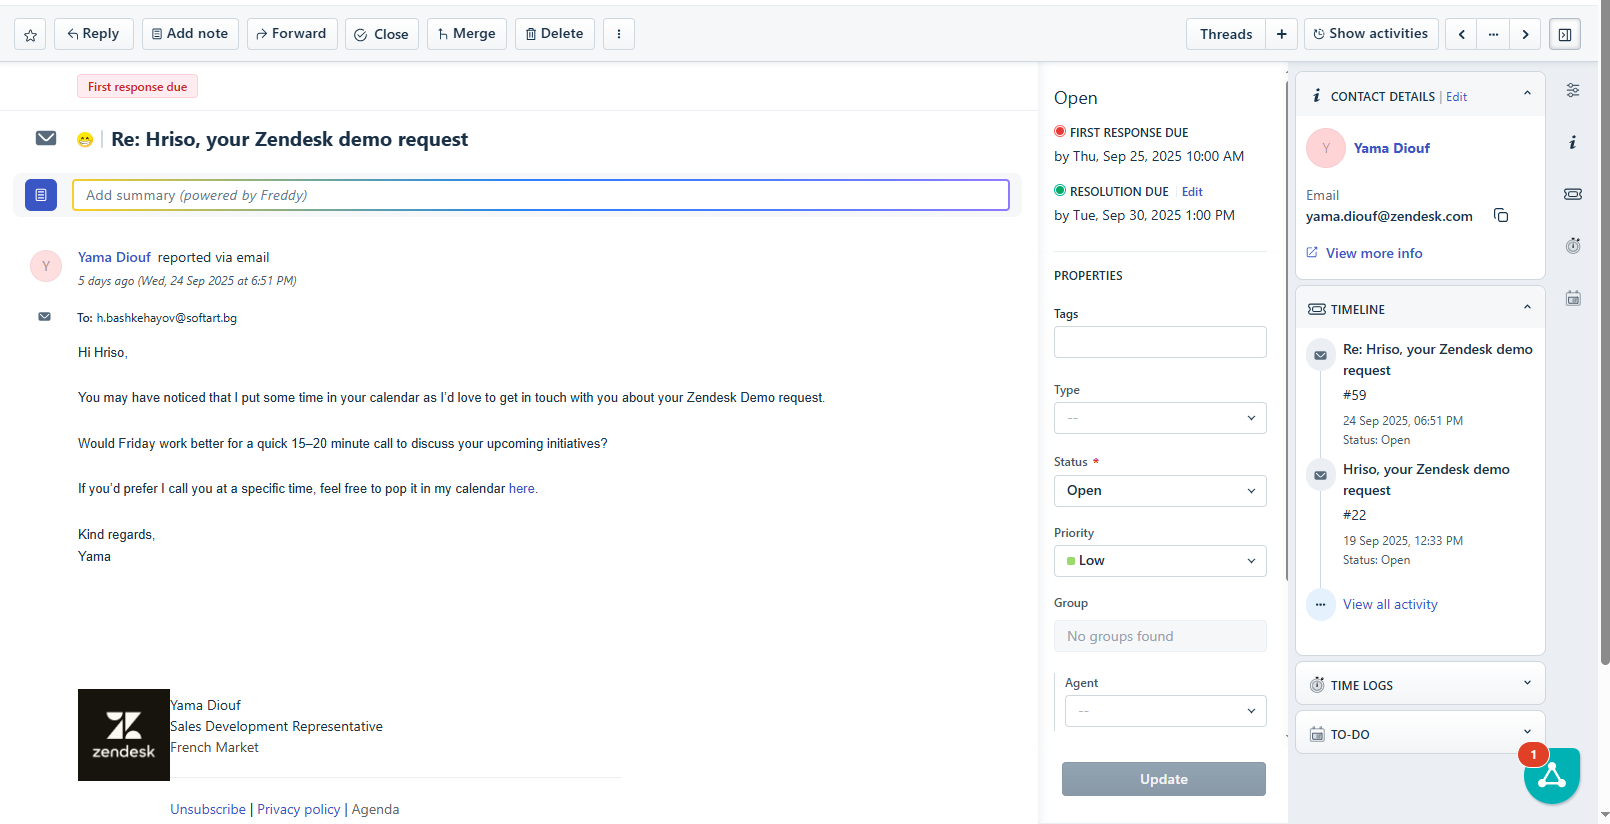 Reply
Add note
Forward
Close
Merge
Delete
Threads
Show activities
First response due
Re: Hriso, your Zendesk demo request
Add summary (powered by Freddy)
Y
Yama Diouf reported via email
5 days ago (Wed, 24 Sep 2025 at 6:51 PM)
To: h.bashkehayov@softart.bg
Hi Hriso,
You may have noticed that I put some time in your calendar as I'd love to get in touch with you about your Zendesk Demo request.
Would Friday work better for a quick 15–20 minute call to discuss your upcoming initiatives?
If you'd prefer I call you at a specific time, feel free to pop it in my calendar here.
Kind regards,
Yama
zendesk
Yama Diouf
Sales Development Representative
French Market
Unsubscribe | Privacy policy | Agenda
Open
FIRST RESPONSE DUE
by Thu, Sep 25, 2025 10:00 AM
RESOLUTION DUE | Edit
by Tue, Sep 30, 2025 1:00 PM
PROPERTIES
Tags
Type
--
Status *
Open
Priority
Low
Group
No groups found
Agent
--
Update
CONTACT DETAILS | Edit
Y
Yama Diouf
Email
yama.diouf@zendesk.com
View more info
TIMELINE
Re: Hriso, your Zendesk demo
request
#59
24 Sep 2025, 06:51 PM
Status: Open
Hriso, your Zendesk demo
request
#22
19 Sep 2025, 12:33 PM
Status: Open
View all activity
TIME LOGS
TO-DO
1